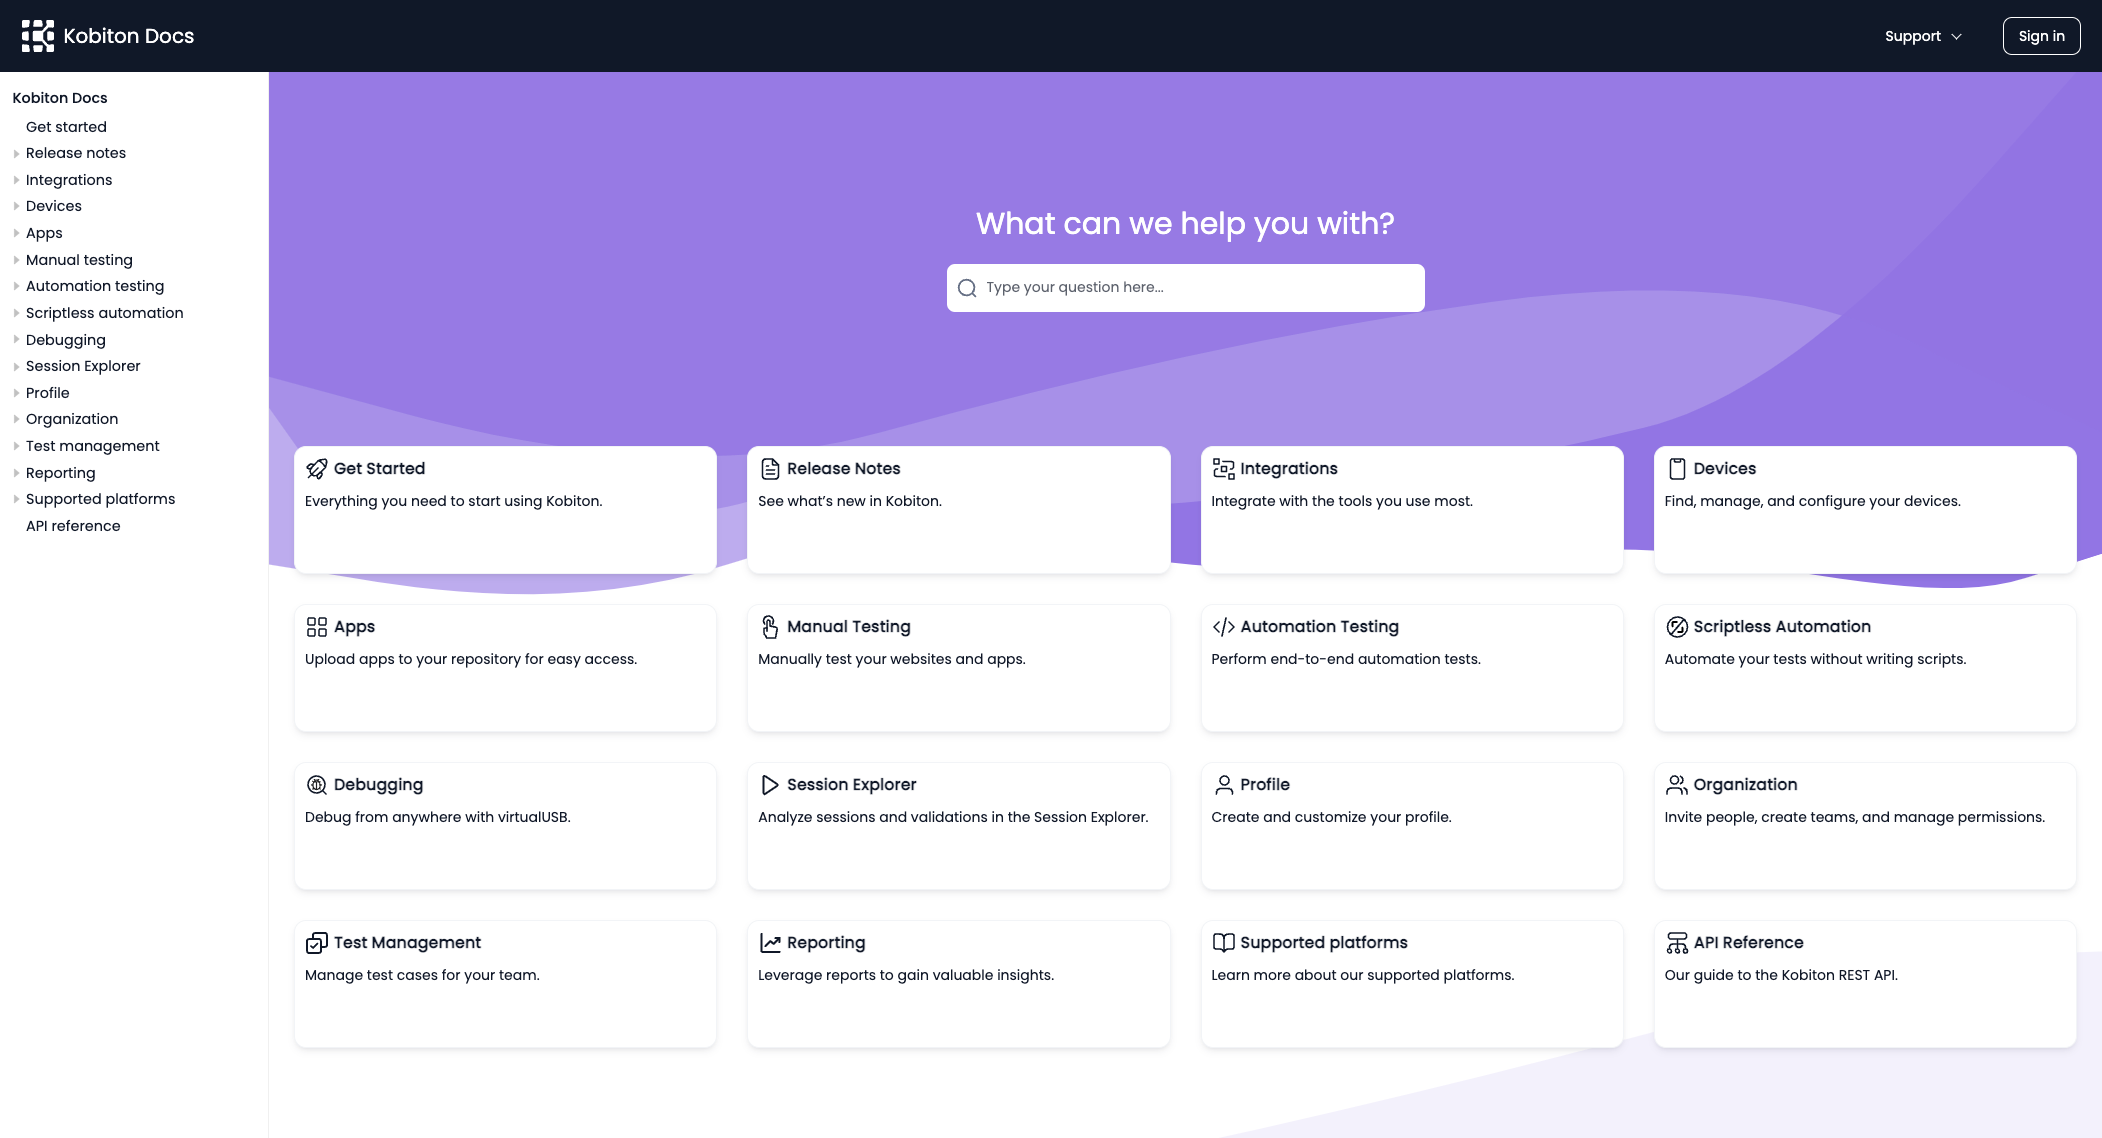 Kobiton Docs
Support
Sign in
Kobiton Docs
Get started
Release notes
Integrations
Devices
Apps
Manual testing
Automation testing
Scriptless automation
Debugging
Session Explorer
Profile
Organization
Test management
Reporting
Supported platforms
API reference
What can we help you with?
Type your question here...
Get Started
Everything you need to start using Kobiton.
Release Notes
See what's new in Kobiton.
Integrations
Integrate with the tools you use most.
Devices
Find, manage, and configure your devices.
Apps
Upload apps to your repository for easy access.
Manual Testing
Manually test your websites and apps.
Automation Testing
Perform end-to-end automation tests.
Scriptless Automation
Automate your tests without writing scripts.
Debugging
Debug from anywhere with virtualUSB.
Session Explorer
Analyze sessions and validations in the Session Explorer.
Profile
Create and customize your profile.
Organization
Invite people, create teams, and manage permissions.
Test Management
Manage test cases for your team.
Reporting
Leverage reports to gain valuable insights.
Supported platforms
Learn more about our supported platforms.
API Reference
Our guide to the Kobiton REST API.